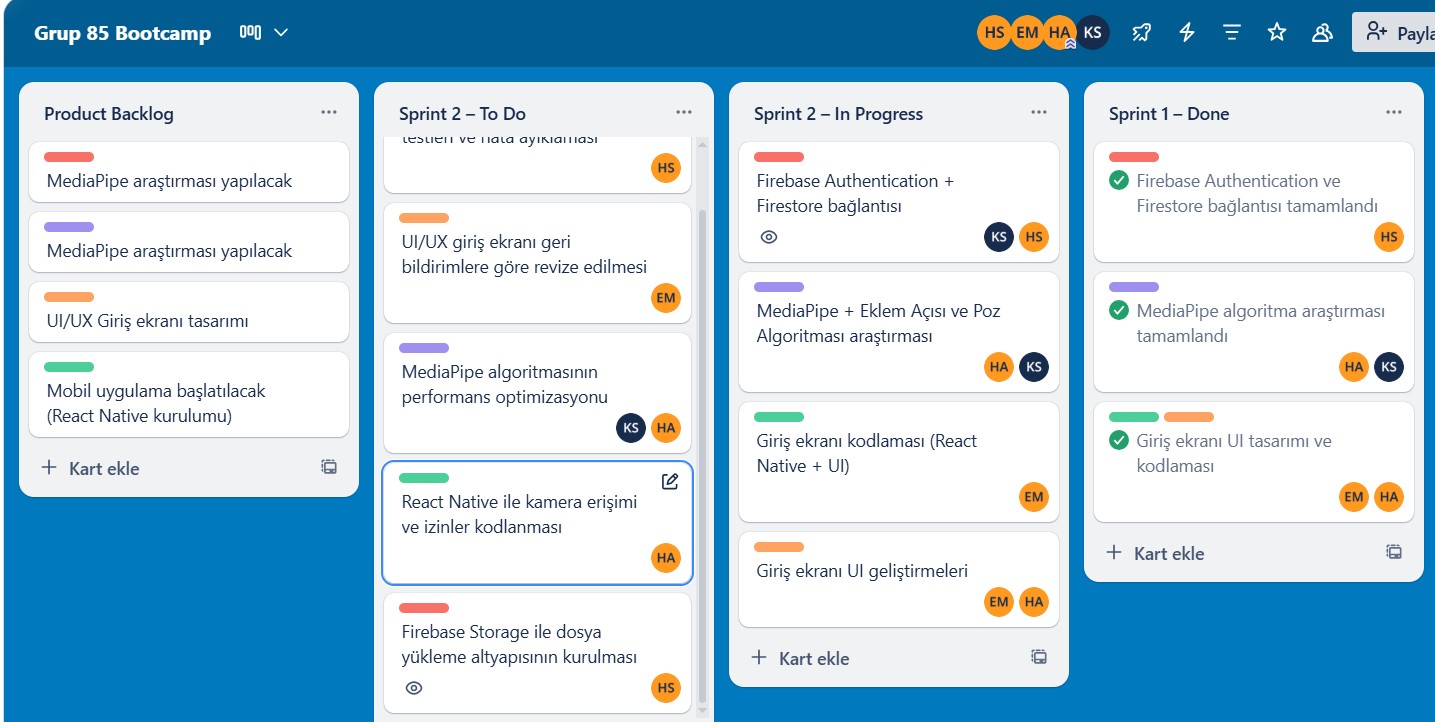 Grup 85 Bootcamp
HS EM HA KS
Product Backlog
MediaPipe araştırması yapılacak
MediaPipe araştırması yapılacak
UI/UX Giriş ekranı tasarımı
Mobil uygulama başlatılacak
(React Native kurulumu)
Kart ekle
Sprint 2 – To Do
testleri ve hata ayıklaması
HS
UI/UX giriş ekranı geri
bildirimlere göre revize edilmesi
EM
MediaPipe algoritmasının
performans optimizasyonu
KS HA
React Native ile kamera erişimi
ve izinler kodlanması
HA
Firebase Storage ile dosya
yükleme altyapısının kurulması
HS
Sprint 2 – In Progress
Firebase Authentication +
Firestore bağlantısı
KS HS
MediaPipe + Eklem Açısı ve Poz
Algoritması araştırması
HA KS
Giriş ekranı kodlaması (React
Native + UI)
EM
Giriş ekranı UI geliştirmeleri
EM HA
Kart ekle
Sprint 1 – Done
Firebase Authentication ve
Firestore bağlantısı tamamlandı
HS
MediaPipe algoritma araştırması
tamamlandı
HA KS
Giriş ekranı UI tasarımı ve
kodlaması
EM HA
Kart ekle